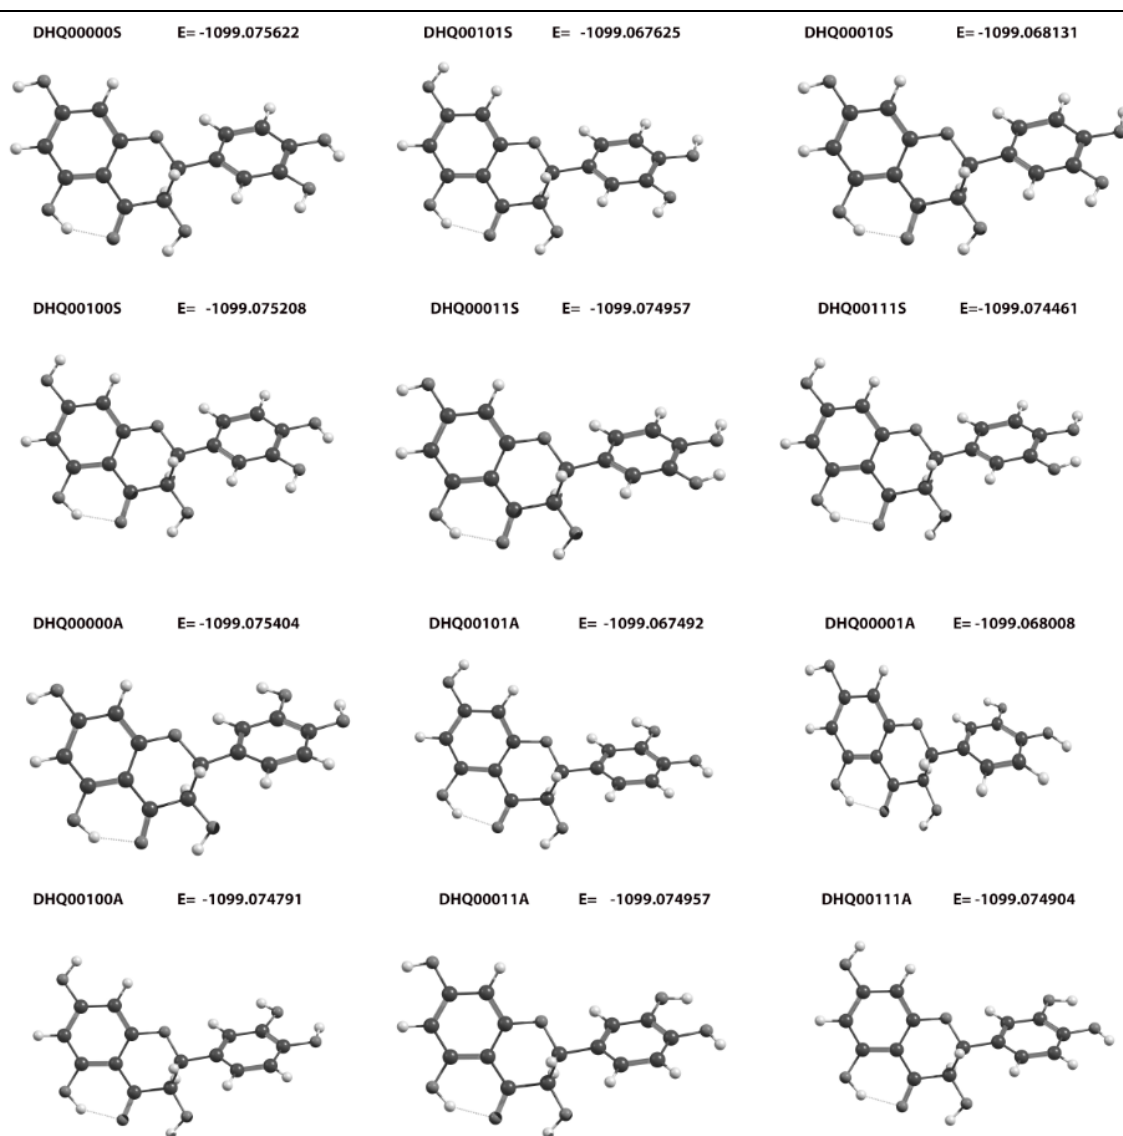 DHQ00000S E= -1099.075622 DHQ00101S E= -1099.067625 DHQ00010S E= -1099.068131
DHQ00100S E= -1099.075208 DHQ00011S E= -1099.074957 DHQ00111S E=-1099.074461
DHQ00000A E= -1099.075404 DHQ00101A E= -1099.067492 DHQ00001A E= -1099.068008
DHQ00100A E= -1099.074791 DHQ00011A E= -1099.074957 DHQ00111A E= -1099.074904